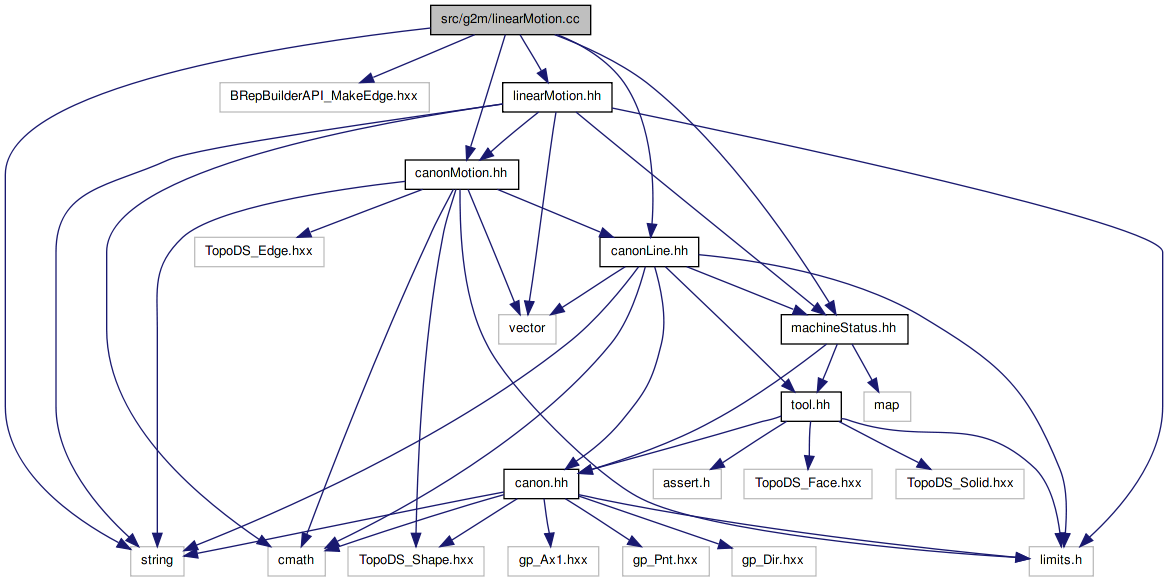 src/g2m/linearMotion.cc
BRepBuilderAPI_MakeEdge.hxx
linearMotion.hh
canonMotion.hh
TopoDS_Edge.hxx
canonLine.hh
vector
machineStatus.hh
tool.hh
map
canon.hh
assert.h
TopoDS_Face.hxx
TopoDS_Solid.hxx
string
cmath
TopoDS_Shape.hxx
gp_Ax1.hxx
gp_Pnt.hxx
gp_Dir.hxx
limits.h